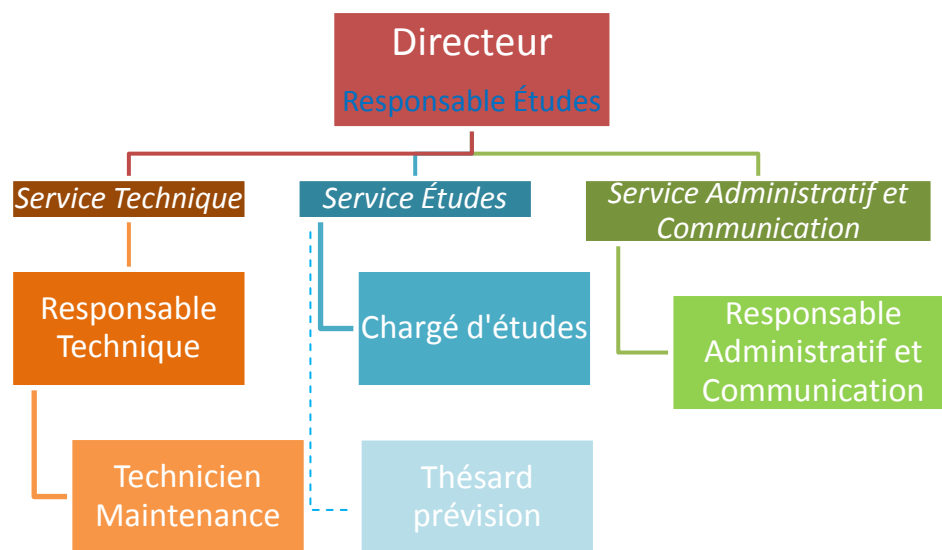 Directeur
Responsable Études
Service Technique
Service Études
Service Administratif et
Communication
Responsable
Technique
Chargé d'études
Responsable
Administratif et
Communication
Technicien
Maintenance
Thésard
prévision